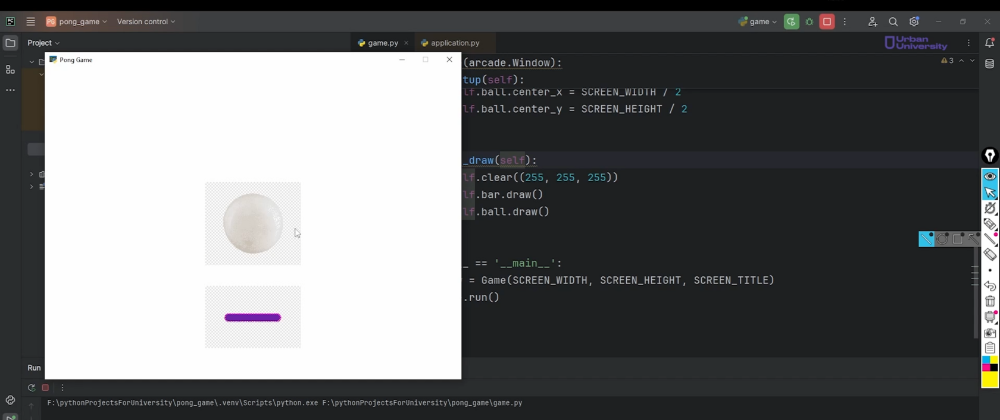 PC
PG pong_game
Version control
game
Project
game.py
application.py
Urban
University
Pong Game
(arcade.Window):
3
tup(self):
lf.ball.center_x = SCREEN_WIDTH / 2
lf.ball.center_y = SCREEN_HEIGHT / 2
_draw(self):
lf.clear((255, 255, 255))
lf.bar.draw()
lf.ball.draw()
_ == '__main__':
= Game(SCREEN_WIDTH, SCREEN_HEIGHT, SCREEN_TITLE)
.run()
Run
F:\pythonProjectsForUniversity\pong_game\.venv\Scripts\python.exe F:\pythonProjectsForUniversity\pong_game\game.py